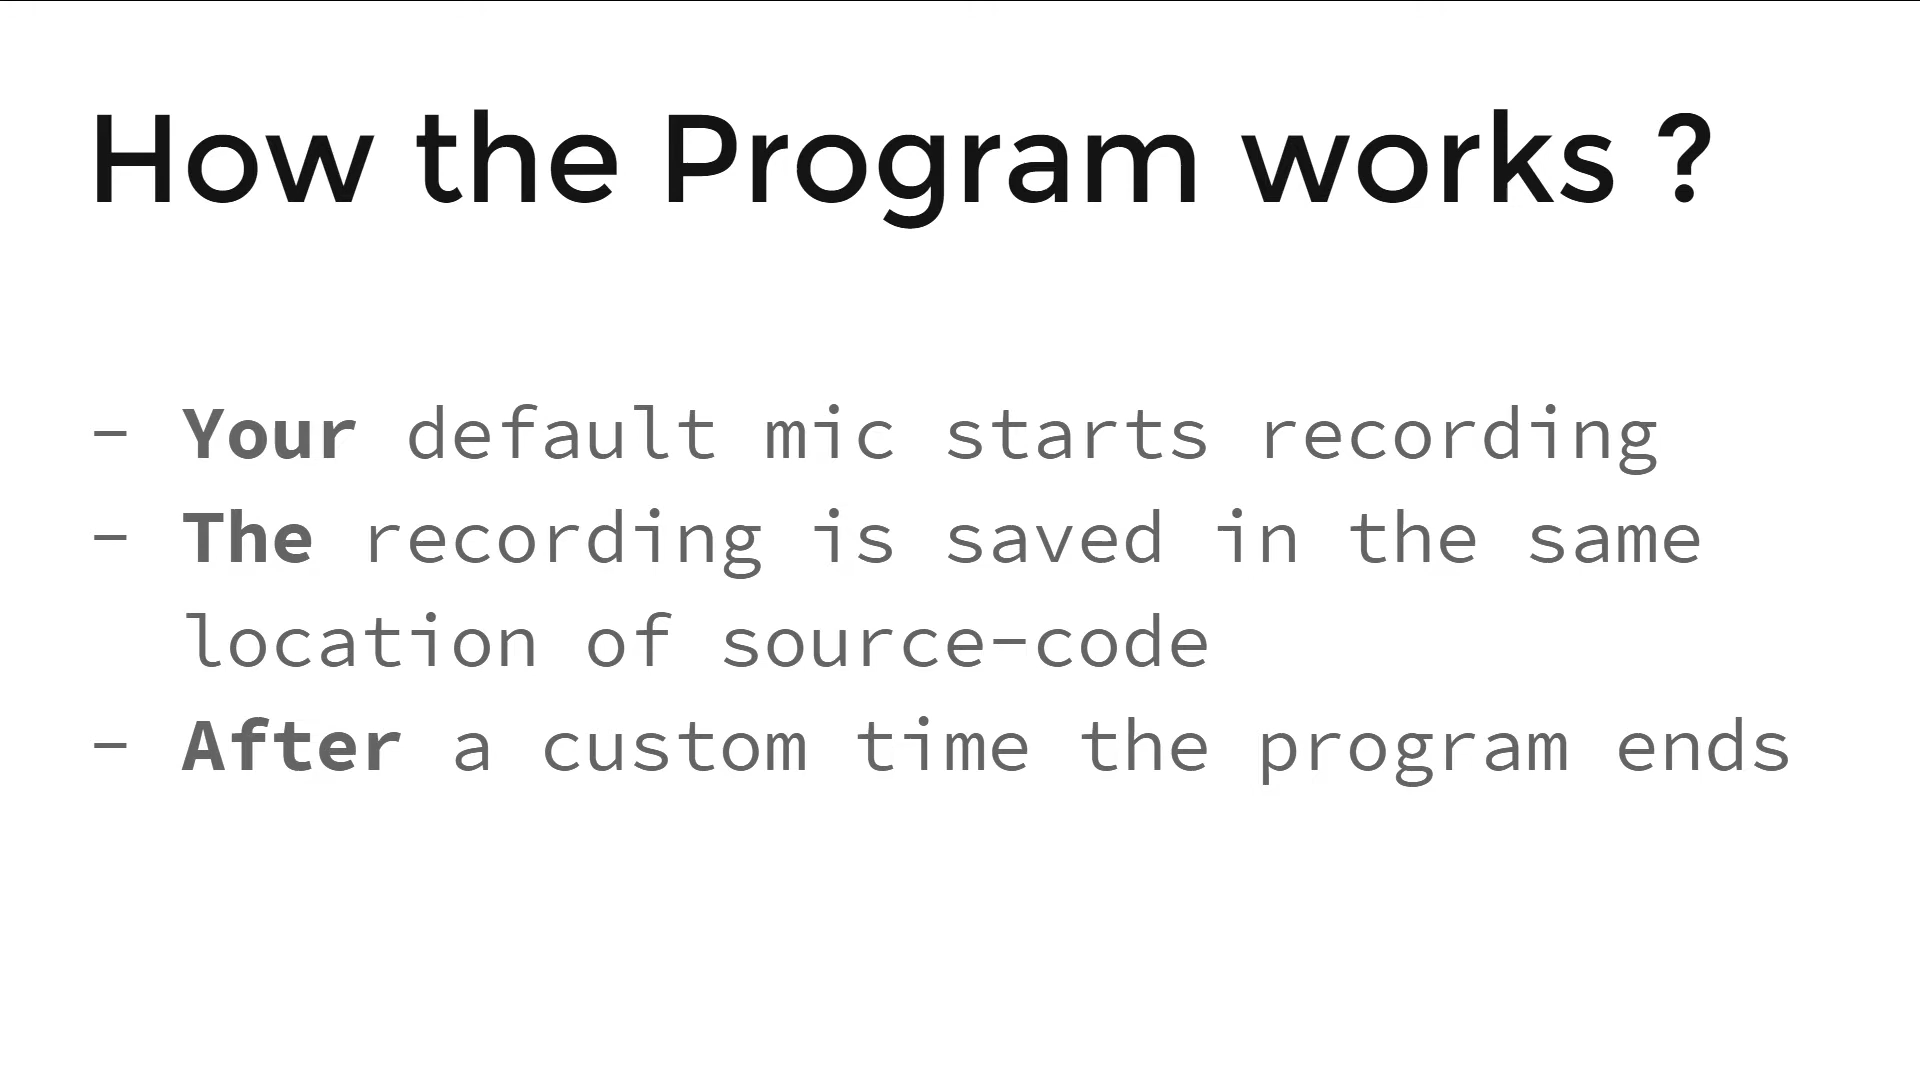 How the Program works ?
- Your default mic starts recording
- The recording is saved in the same
location of source-code
- After a custom time the program ends